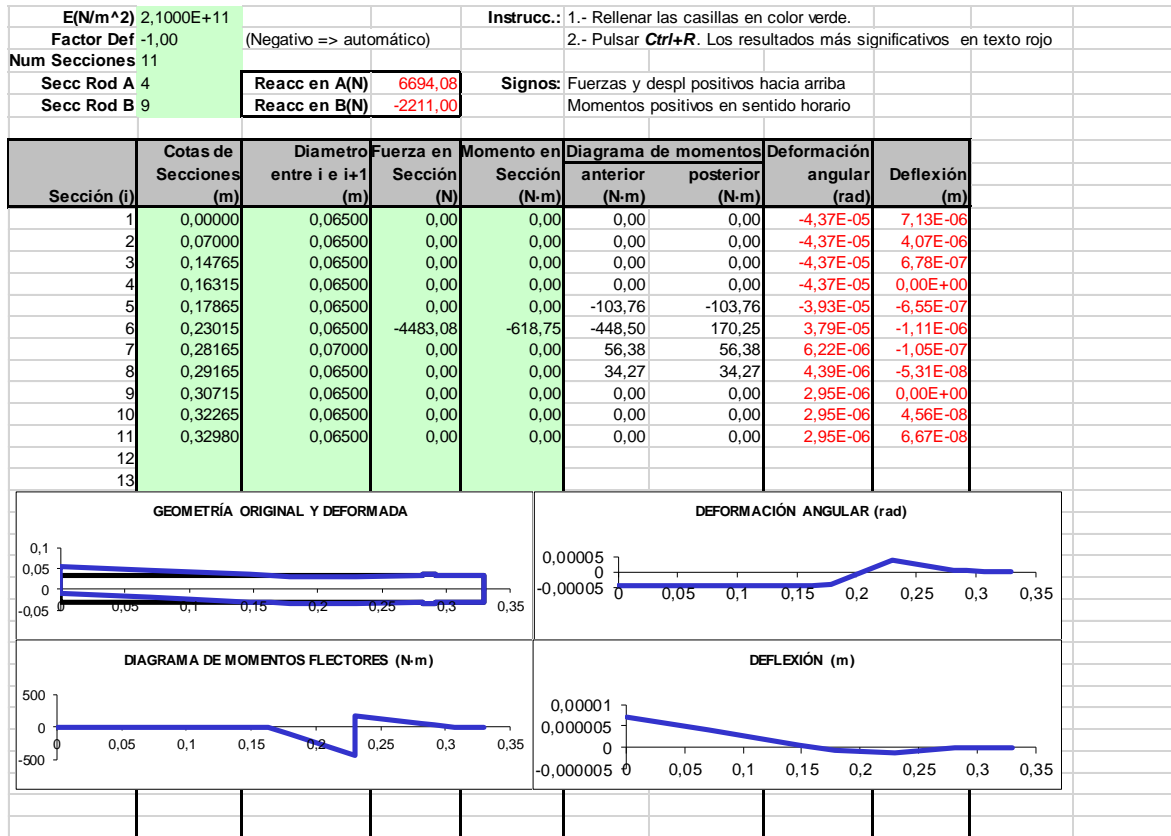 E(N/m^2) 2,1000E+11 Instrucc.: 1.- Rellenar las casillas en color verde.
Factor Def -1,00 (Negativo => automático) 2.- Pulsar Ctrl+R. Los resultados más significativos en texto rojo
Num Secciones 11
Secc Rod A 4 Reacc en A(N) 6694,08 Signos: Fuerzas y despl positivos hacia arriba
Secc Rod B 9 Reacc en B(N) -2211,00 Momentos positivos en sentido horario
Cotas de Diametro Fuerza en Momento en Diagrama de momentos Deformación
Secciones entre i e i+1 Sección Sección anterior posterior angular Deflexión
Sección (i) (m) (m) (N) (N·m) (N·m) (N·m) (rad) (m)
1 0,00000 0,06500 0,00 0,00 0,00 0,00 -4,37E-05 7,13E-06
2 0,07000 0,06500 0,00 0,00 0,00 0,00 -4,37E-05 4,07E-06
3 0,14765 0,06500 0,00 0,00 0,00 0,00 -4,37E-05 6,78E-07
4 0,16315 0,06500 0,00 0,00 0,00 0,00 -4,37E-05 0,00E+00
5 0,17865 0,06500 0,00 0,00 -103,76 -103,76 -3,93E-05 -6,55E-07
6 0,23015 0,06500 -4483,08 -618,75 -448,50 170,25 3,79E-05 -1,11E-06
7 0,28165 0,07000 0,00 0,00 56,38 56,38 6,22E-06 -1,05E-07
8 0,29165 0,06500 0,00 0,00 34,27 34,27 4,39E-06 -5,31E-08
9 0,30715 0,06500 0,00 0,00 0,00 0,00 2,95E-06 0,00E+00
10 0,32265 0,06500 0,00 0,00 0,00 0,00 2,95E-06 4,56E-08
11 0,32980 0,06500 0,00 0,00 0,00 0,00 2,95E-06 6,67E-08
12
13
GEOMETRÍA ORIGINAL Y DEFORMADA
0,1
0,05
0
-0,05 0 0,05 0,1 0,15 0,2 0,25 0,3 0,35
DEFORMACIÓN ANGULAR (rad)
0,00005
0
-0,00005 0 0,05 0,1 0,15 0,2 0,25 0,3 0,35
DIAGRAMA DE MOMENTOS FLECTORES (N·m)
500
0
0 0,05 0,1 0,15 0,2 0,25 0,3 0,35
-500
DEFLEXIÓN (m)
0,00001
0,000005
0
-0,000005 0 0,05 0,1 0,15 0,2 0,25 0,3 0,35